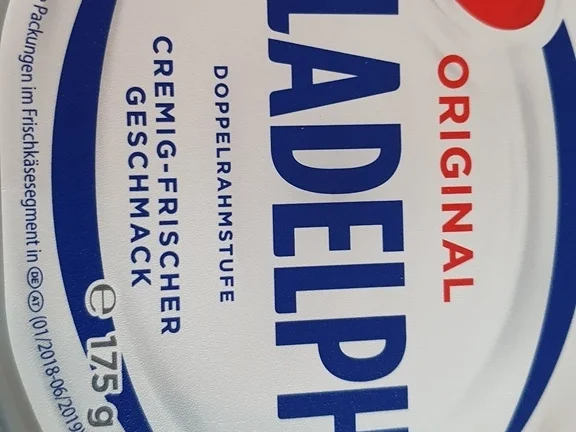 ORIGINAL
LADELPH
DOPPELRAHMSTUFE
CREMIG-FRISCHER
GESCHMACK
℮ 175 g
Packungen im Frischkäsesegment in DE AT (01/2018-06/2019)